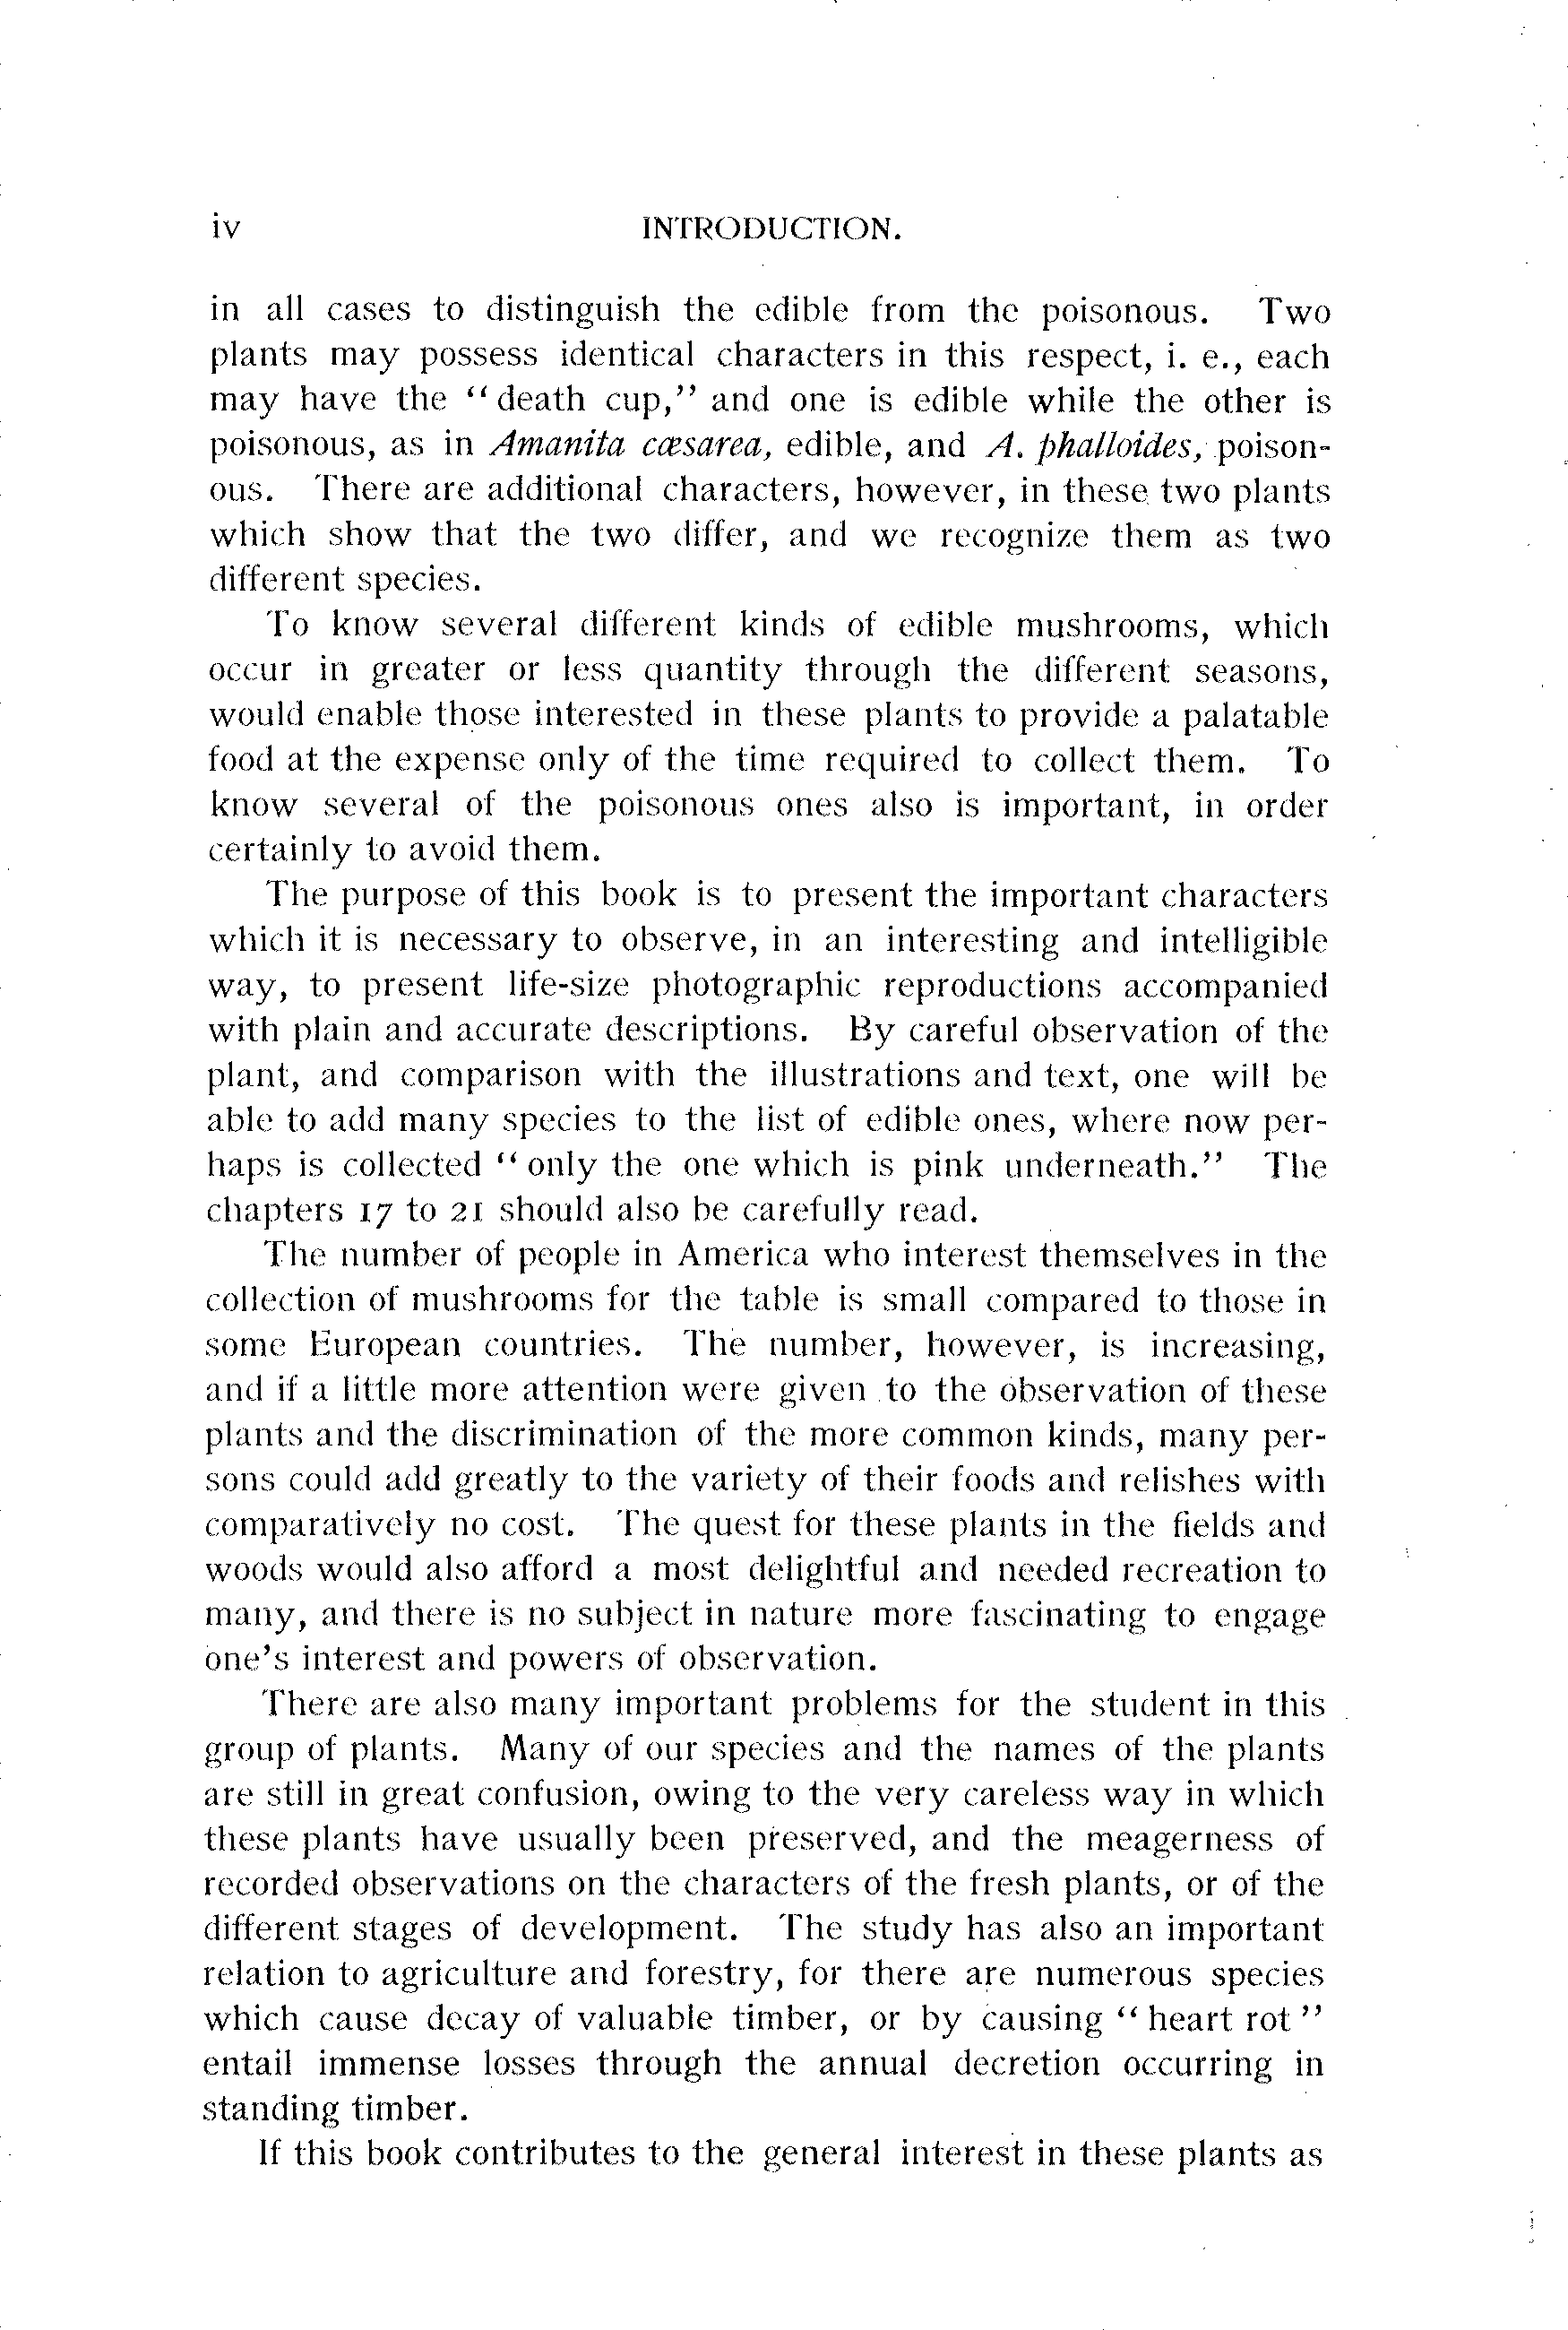 iv INTRODUCTION.
in all cases to distinguish the edible from the poisonous. Two
plants may possess identical characters in this respect, i. e., each
may have the “death cup,” and one is edible while the other is
poisonous, as in Amanita cæsarea, edible, and A. phalloides, poison-
ous. There are additional characters, however, in these two plants
which show that the two differ, and we recognize them as two
different species.
To know several different kinds of edible mushrooms, which
occur in greater or less quantity through the different seasons,
would enable those interested in these plants to provide a palatable
food at the expense only of the time required to collect them. To
know several of the poisonous ones also is important, in order
certainly to avoid them.
The purpose of this book is to present the important characters
which it is necessary to observe, in an interesting and intelligible
way, to present life-size photographic reproductions accompanied
with plain and accurate descriptions. By careful observation of the
plant, and comparison with the illustrations and text, one will be
able to add many species to the list of edible ones, where now per-
haps is collected “only the one which is pink underneath.” The
chapters 17 to 21 should also be carefully read.
The number of people in America who interest themselves in the
collection of mushrooms for the table is small compared to those in
some European countries. The number, however, is increasing,
and if a little more attention were given to the observation of these
plants and the discrimination of the more common kinds, many per-
sons could add greatly to the variety of their foods and relishes with
comparatively no cost. The quest for these plants in the fields and
woods would also afford a most delightful and needed recreation to
many, and there is no subject in nature more fascinating to engage
one’s interest and powers of observation.
There are also many important problems for the student in this
group of plants. Many of our species and the names of the plants
are still in great confusion, owing to the very careless way in which
these plants have usually been preserved, and the meagerness of
recorded observations on the characters of the fresh plants, or of the
different stages of development. The study has also an important
relation to agriculture and forestry, for there are numerous species
which cause decay of valuable timber, or by causing “heart rot”
entail immense losses through the annual decretion occurring in
standing timber.
If this book contributes to the general interest in these plants as